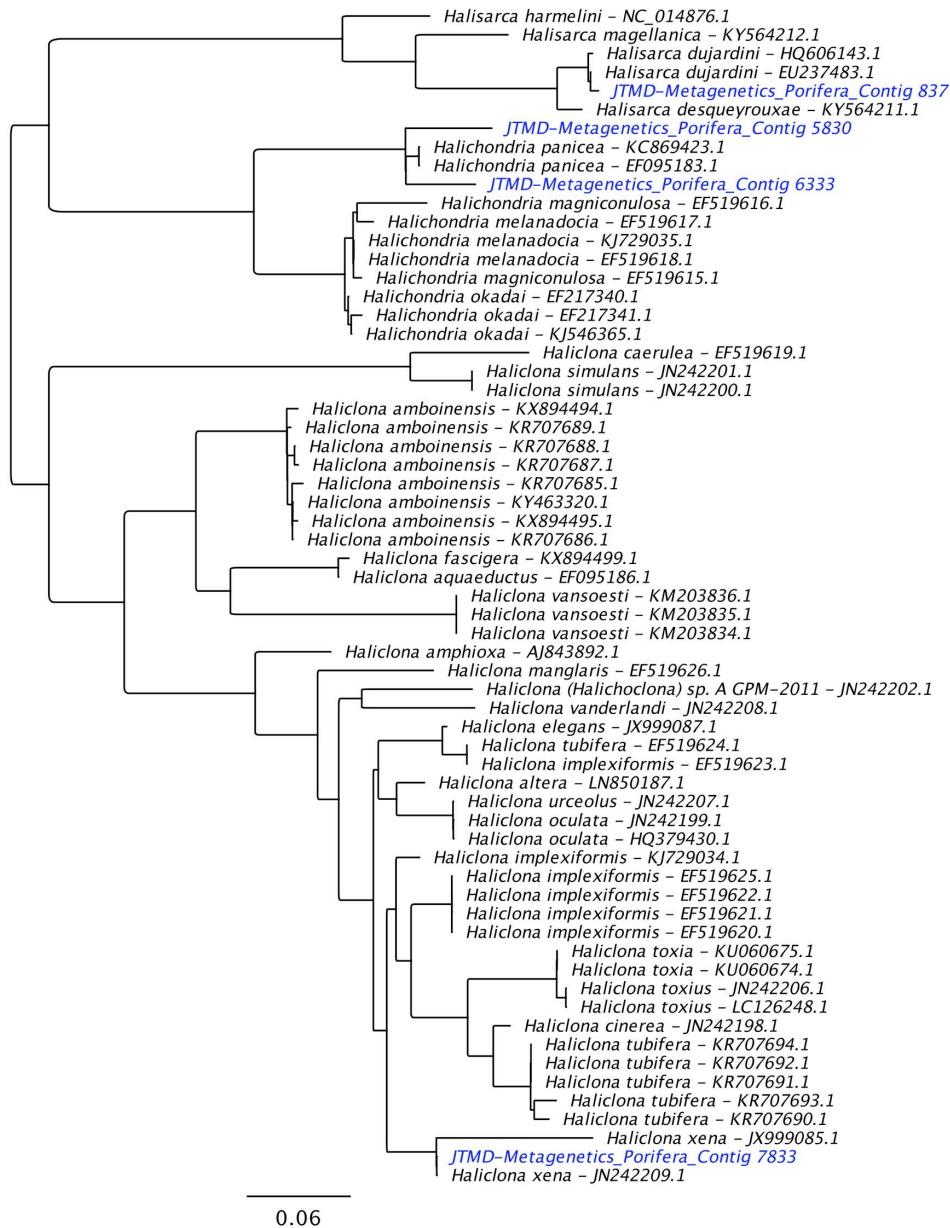 Halisarca harmelini – NC_014876.1
Halisarca magellanica – KY564212.1
Halisarca dujardini – HQ606143.1
Halisarca dujardini – EU237483.1
JTMD–Metagenetics_Porifera_Contig 837
Halisarca desqueyrouxae – KY564211.1
JTMD–Metagenetics_Porifera_Contig 5830
Halichondria panicea – KC869423.1
Halichondria panicea – EF095183.1
JTMD–Metagenetics_Porifera_Contig 6333
Halichondria magniconulosa – EF519616.1
Halichondria melanadocia – EF519617.1
Halichondria melanadocia – KJ729035.1
Halichondria melanadocia – EF519618.1
Halichondria magniconulosa – EF519615.1
Halichondria okadai – EF217340.1
Halichondria okadai – EF217341.1
Halichondria okadai – KJ546365.1
Haliclona caerulea – EF519619.1
Haliclona simulans – JN242201.1
Haliclona simulans – JN242200.1
Haliclona amboinensis – KX894494.1
Haliclona amboinensis – KR707689.1
Haliclona amboinensis – KR707688.1
Haliclona amboinensis – KR707687.1
Haliclona amboinensis – KR707685.1
Haliclona amboinensis – KY463320.1
Haliclona amboinensis – KX894495.1
Haliclona amboinensis – KR707686.1
Haliclona fascigera – KX894499.1
Haliclona aquaeductus – EF095186.1
Haliclona vansoesti – KM203836.1
Haliclona vansoesti – KM203835.1
Haliclona vansoesti – KM203834.1
Haliclona amphioxa – AJ843892.1
Haliclona manglaris – EF519626.1
Haliclona (Halichoclona) sp. A GPM–2011 – JN242202.1
Haliclona vanderlandi – JN242208.1
Haliclona elegans – JX999087.1
Haliclona tubifera – EF519624.1
Haliclona implexiformis – EF519623.1
Haliclona altera – LN850187.1
Haliclona urceolus – JN242207.1
Haliclona oculata – JN242199.1
Haliclona oculata – HQ379430.1
Haliclona implexiformis – KJ729034.1
Haliclona implexiformis – EF519625.1
Haliclona implexiformis – EF519622.1
Haliclona implexiformis – EF519621.1
Haliclona implexiformis – EF519620.1
Haliclona toxia – KU060675.1
Haliclona toxia – KU060674.1
Haliclona toxius – JN242206.1
Haliclona toxius – LC126248.1
Haliclona cinerea – JN242198.1
Haliclona tubifera – KR707694.1
Haliclona tubifera – KR707692.1
Haliclona tubifera – KR707691.1
Haliclona tubifera – KR707693.1
Haliclona tubifera – KR707690.1
Haliclona xena – JX999085.1
JTMD–Metagenetics_Porifera_Contig 7833
Haliclona xena – JN242209.1
0.06